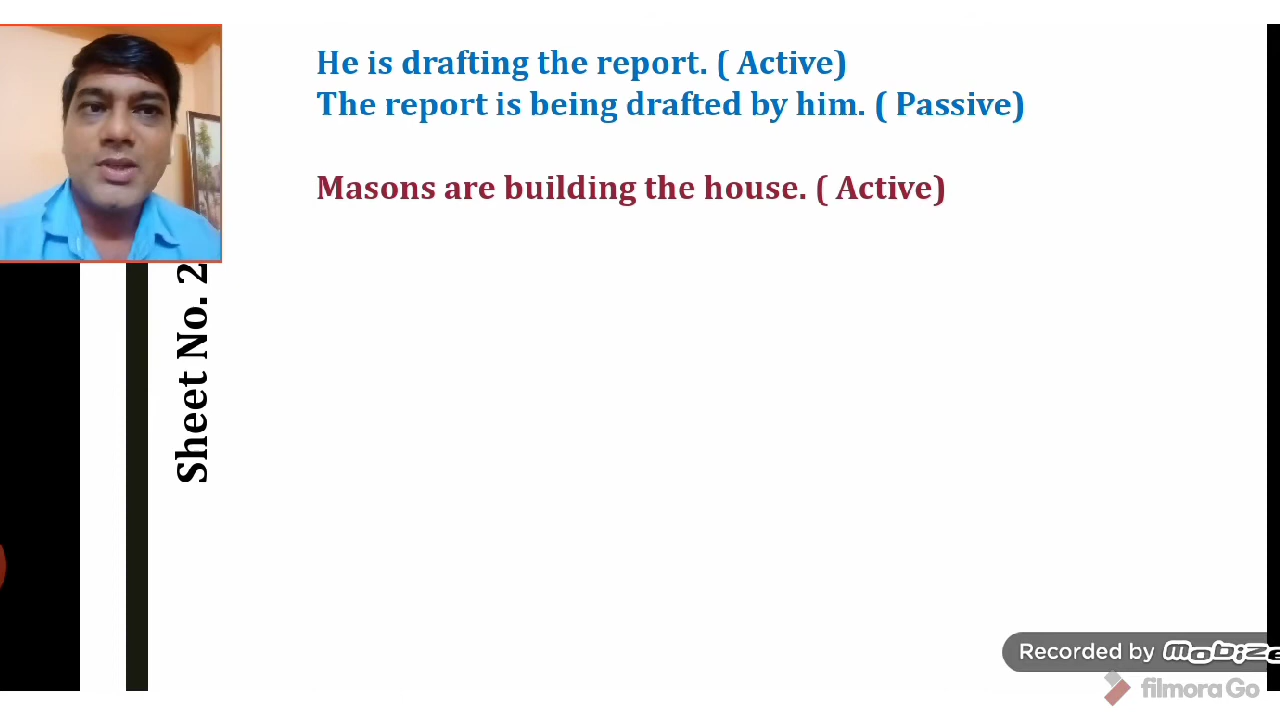 He is drafting the report. ( Active)
The report is being drafted by him. ( Passive)
Masons are building the house. ( Active)
Sheet No. 2
Recorded by
filmora Go